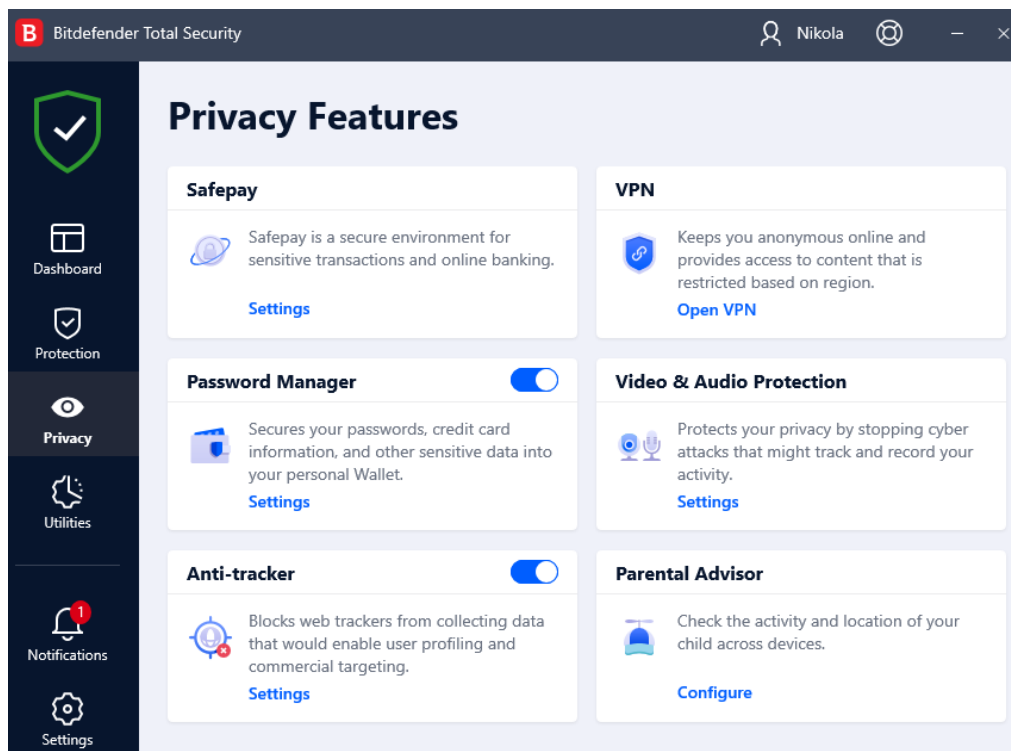 B Bitdefender Total Security
Nikola
Dashboard
Protection
Privacy
Utilities
1
Notifications
Settings
Privacy Features
Safepay
Safepay is a secure environment for
sensitive transactions and online banking.
Settings
VPN
Keeps you anonymous online and
provides access to content that is
restricted based on region.
Open VPN
Password Manager
Secures your passwords, credit card
information, and other sensitive data into
your personal Wallet.
Settings
Video & Audio Protection
Protects your privacy by stopping cyber
attacks that might track and record your
activity.
Settings
Anti-tracker
Blocks web trackers from collecting data
that would enable user profiling and
commercial targeting.
Settings
Parental Advisor
Check the activity and location of your
child across devices.
Configure